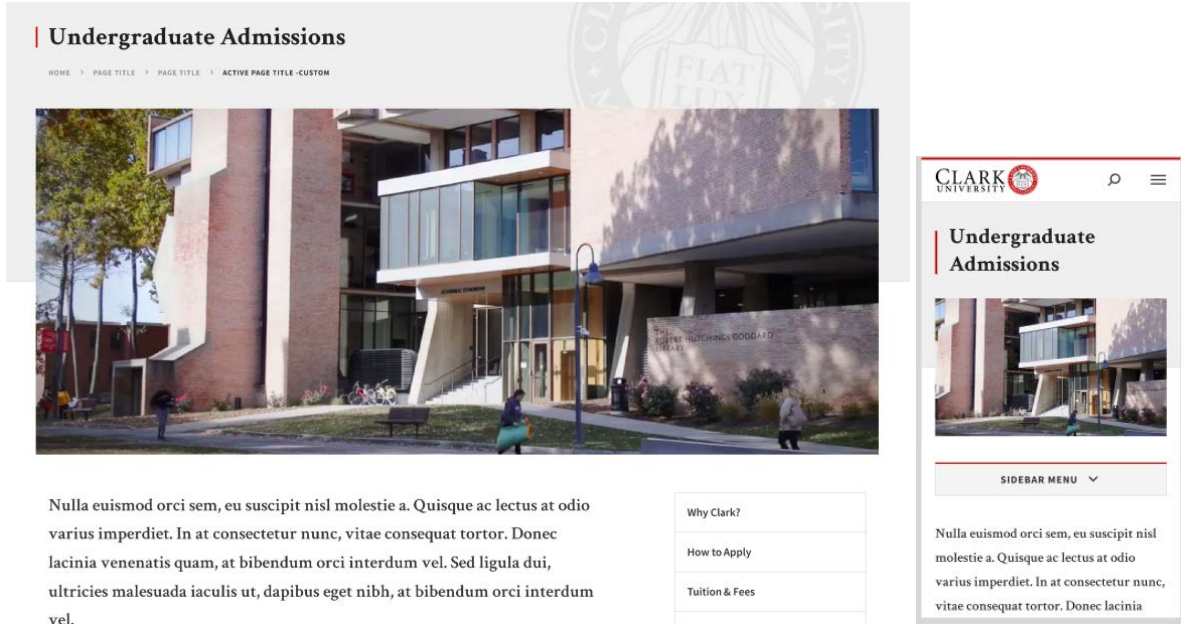 Undergraduate Admissions
HOME > PAGE TITLE > PAGE TITLE > ACTIVE PAGE TITLE -CUSTOM
FIAT
LUX
ACADEMIC COMMONS
THE
ROBERT HUTCHINGS GODDARD
LIBRARY
Nulla euismod orci sem, eu suscipit nisl molestie a. Quisque ac lectus at odio
varius imperdiet. In at consectetur nunc, vitae consequat tortor. Donec
lacinia venenatis quam, at bibendum orci interdum vel. Sed ligula dui,
ultricies malesuada iaculis ut, dapibus eget nibh, at bibendum orci interdum
vel.
Why Clark?
How to Apply
Tuition & Fees
CLARK
UNIVERSITY
Undergraduate
Admissions
SIDEBAR MENU
Nulla euismod orci sem, eu suscipit nisl
molestie a. Quisque ac lectus at odio
varius imperdiet. In at consectetur nunc,
vitae consequat tortor. Donec lacinia